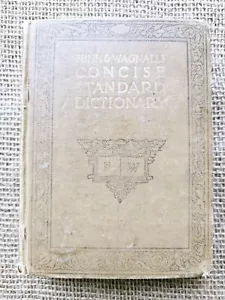 FUNK & WAGNALLS
CONCISE
STANDARD
DICTIONARY